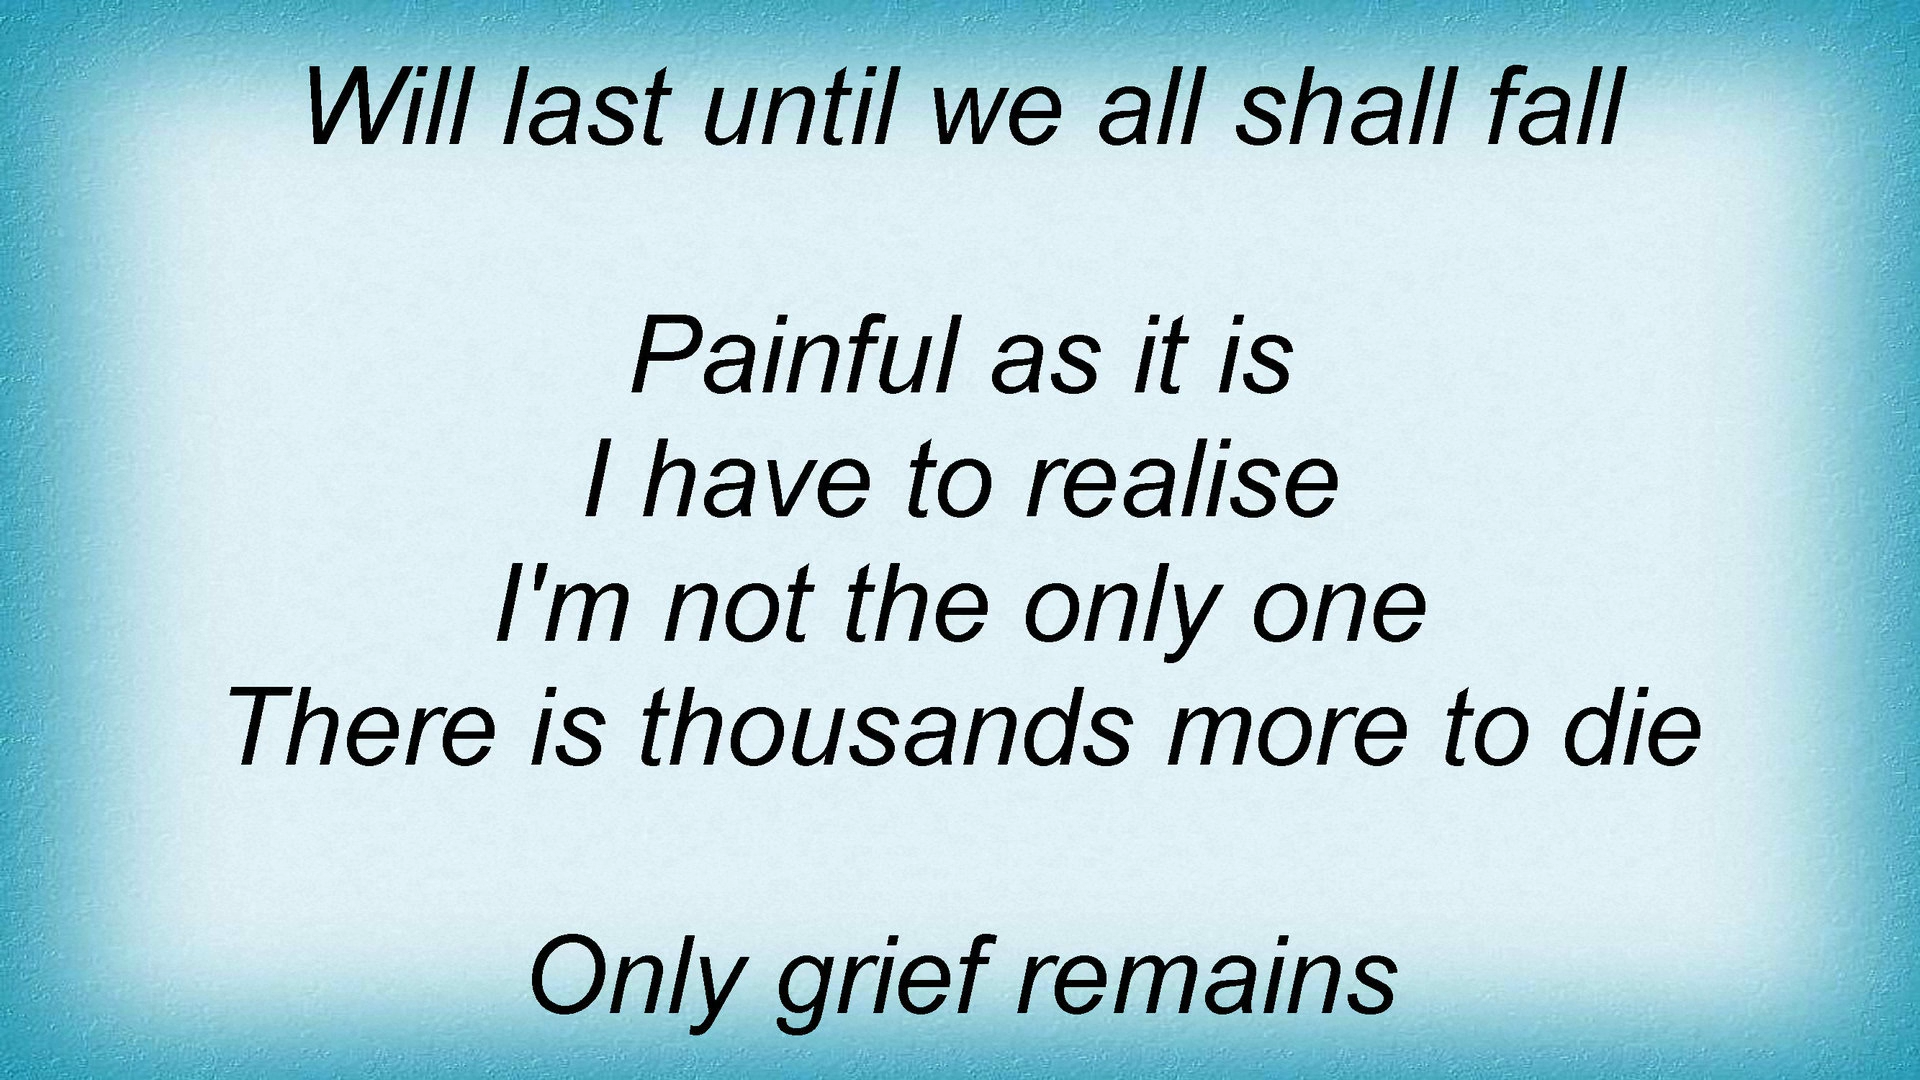 Will last until we all shall fall
Painful as it is
I have to realise
I'm not the only one
There is thousands more to die
Only grief remains